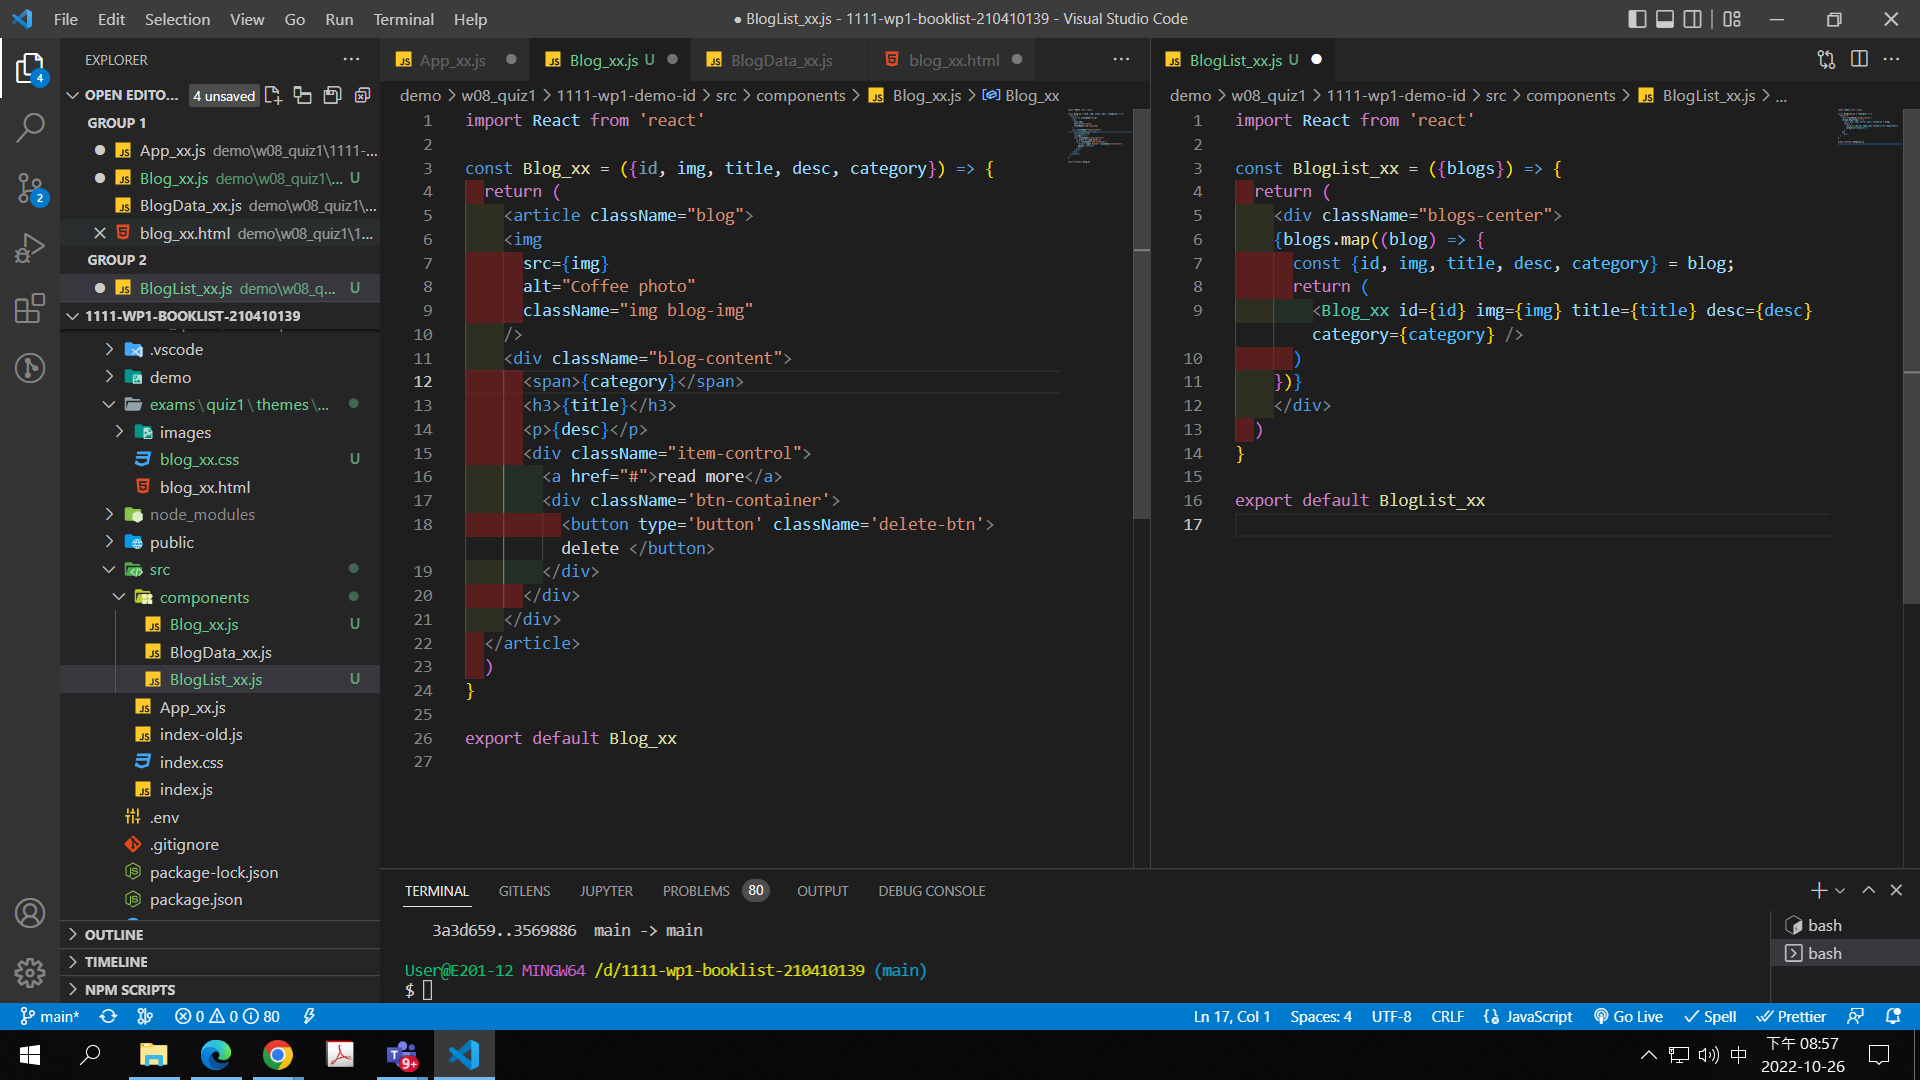 File Edit Selection View Go Run Terminal Help
● BlogList_xx.js - 1111-wp1-booklist-210410139 - Visual Studio Code
EXPLORER
OPEN EDITO... 4 unsaved
GROUP 1
App_xx.js demo\w08_quiz1\1111-...
Blog_xx.js demo\w08_quiz1\... U
BlogData_xx.js demo\w08_quiz1\...
blog_xx.html demo\w08_quiz1\1...
GROUP 2
BlogList_xx.js demo\w08_q... U
1111-WP1-BOOKLIST-210410139
.vscode
demo
exams\quiz1\themes\...
images
blog_xx.css U
blog_xx.html
node_modules
public
src
components
Blog_xx.js U
BlogData_xx.js
BlogList_xx.js U
App_xx.js
index-old.js
index.css
index.js
.env
.gitignore
package-lock.json
package.json
OUTLINE
TIMELINE
NPM SCRIPTS
4
2
App_xx.js
Blog_xx.js U
BlogData_xx.js
blog_xx.html
demo > w08_quiz1 > 1111-wp1-demo-id > src > components > Blog_xx.js > Blog_xx
1 import React from 'react'
2
3 const Blog_xx = ({id, img, title, desc, category}) => {
4 return (
5 <article className="blog">
6 <img
7 src={img}
8 alt="Coffee photo"
9 className="img blog-img"
10 />
11 <div className="blog-content">
12 <span>{category}</span>
13 <h3>{title}</h3>
14 <p>{desc}</p>
15 <div className="item-control">
16 <a href="#">read more</a>
17 <div className='btn-container'>
18 <button type='button' className='delete-btn'>
delete </button>
19 </div>
20 </div>
21 </div>
22 </article>
23 )
24 }
25
26 export default Blog_xx
27
BlogList_xx.js U
demo > w08_quiz1 > 1111-wp1-demo-id > src > components > BlogList_xx.js > ...
1 import React from 'react'
2
3 const BlogList_xx = ({blogs}) => {
4 return (
5 <div className="blogs-center">
6 {blogs.map((blog) => {
7 const {id, img, title, desc, category} = blog;
8 return (
9 <Blog_xx id={id} img={img} title={title} desc={desc}
category={category} />
10 )
11 })}
12 </div>
13 )
14 }
15
16 export default BlogList_xx
17
TERMINAL GITLENS JUPYTER PROBLEMS 80 OUTPUT DEBUG CONSOLE
3a3d659..3569886 main -> main
User@E201-12 MINGW64 /d/1111-wp1-booklist-210410139 (main)
$
bash
bash
main* 0 0 80
Ln 17, Col 1 Spaces: 4 UTF-8 CRLF JavaScript Go Live Spell Prettier
9+
中
下午 08:57
2022-10-26